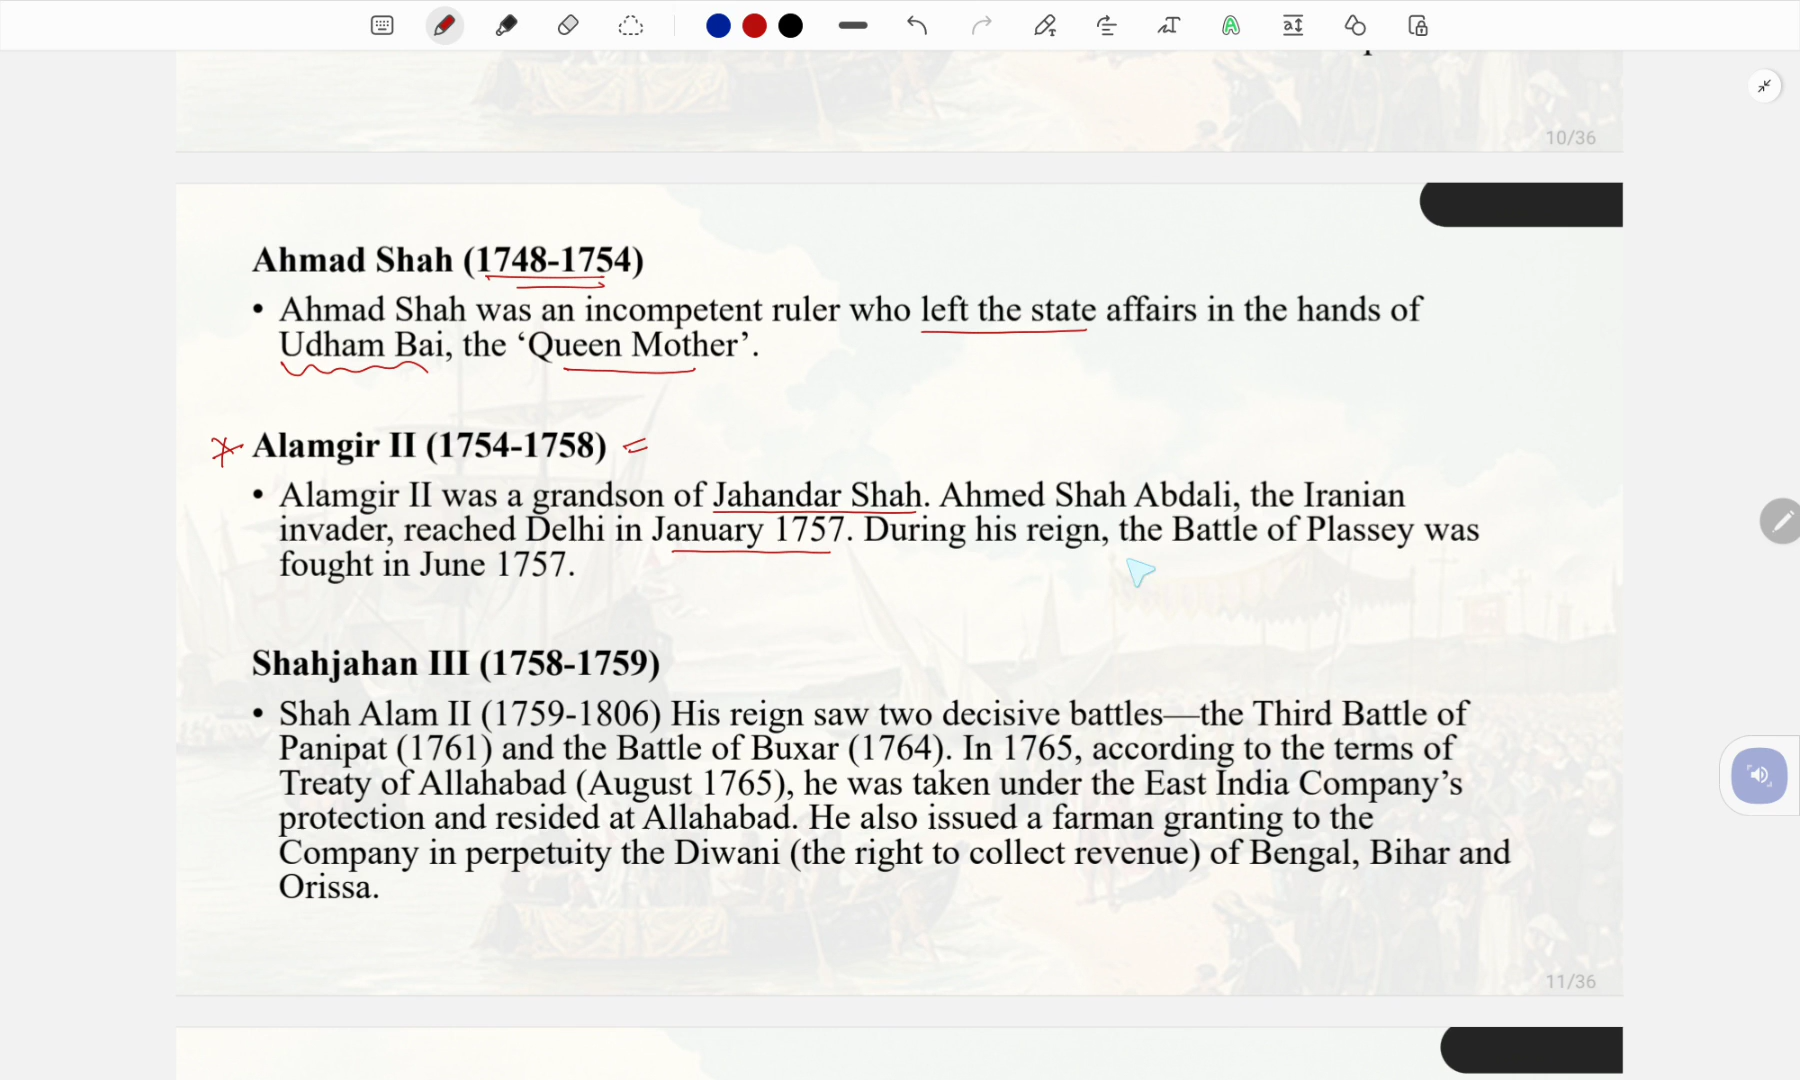 10/36
Ahmad Shah (1748-1754)
• Ahmad Shah was an incompetent ruler who left the state affairs in the hands of
Udham Bai, the ‘Queen Mother’.
Alamgir II (1754-1758)
• Alamgir II was a grandson of Jahandar Shah. Ahmed Shah Abdali, the Iranian
invader, reached Delhi in January 1757. During his reign, the Battle of Plassey was
fought in June 1757.
Shahjahan III (1758-1759)
• Shah Alam II (1759-1806) His reign saw two decisive battles—the Third Battle of
Panipat (1761) and the Battle of Buxar (1764). In 1765, according to the terms of
Treaty of Allahabad (August 1765), he was taken under the East India Company’s
protection and resided at Allahabad. He also issued a farman granting to the
Company in perpetuity the Diwani (the right to collect revenue) of Bengal, Bihar and
Orissa.
11/36